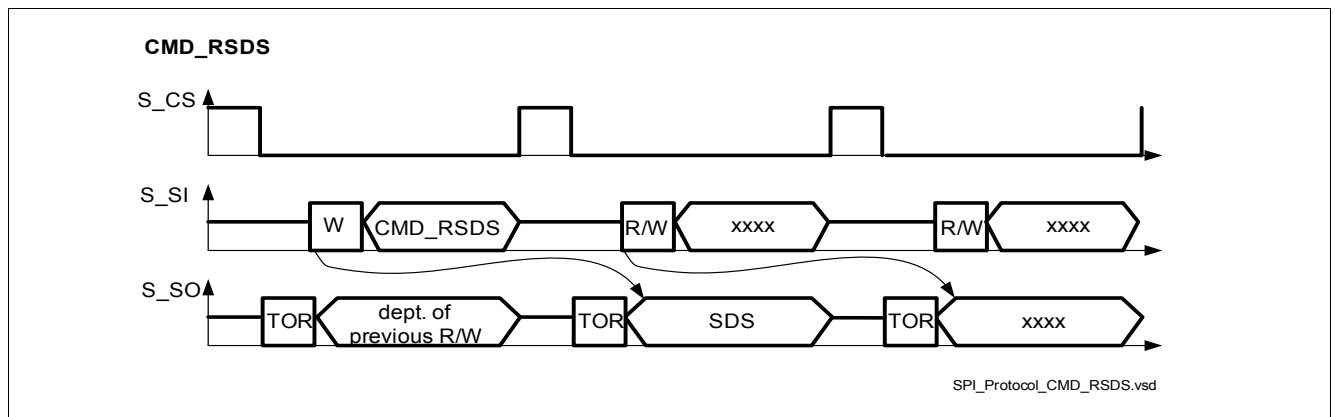 CMD_RSDS
S_CS
S_SI
W
CMD_RSDS
R/W
xxxx
R/W
xxxx
S_SO
TOR
dept. of
previous R/W
TOR
SDS
TOR
xxxx
SPI_Protocol_CMD_RSDS.vsd